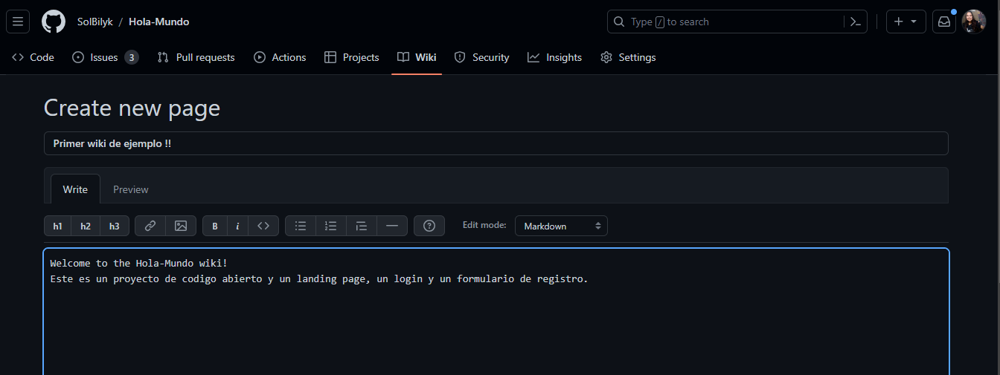 SolBilyk / Hola-Mundo
Type / to search
Code
Issues 3
Pull requests
Actions
Projects
Wiki
Security
Insights
Settings
Create new page
Primer wiki de ejemplo !!
Write
Preview
h1 h2 h3 B i Edit mode: Markdown
Welcome to the Hola-Mundo wiki!
Este es un proyecto de codigo abierto y un landing page, un login y un formulario de registro.